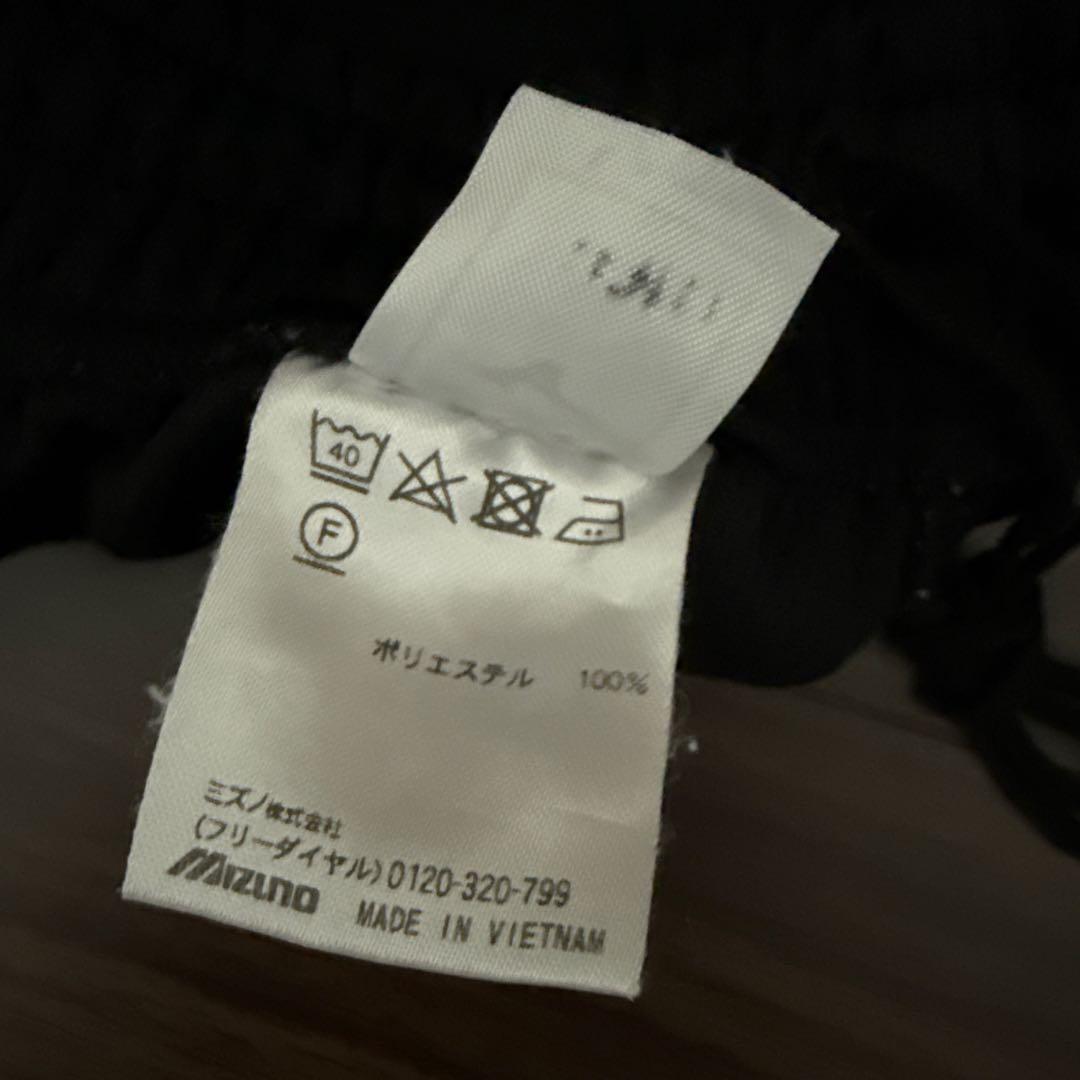 40
F
ポリエステル 100%
ミズノ株式会社
(フリーダイヤル)0120-320-799
Mizuno MADE IN VIETNAM